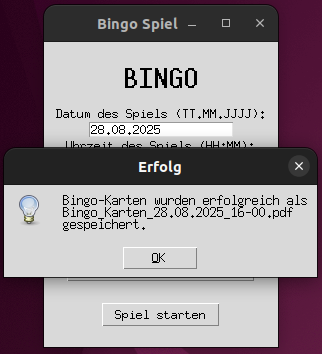 Bingo Spiel
BINGO
Datum des Spiels (TT.MM.JJJJ):
28.08.2025
Uhrzeit des Spiels (HH:MM):
Erfolg
Bingo-Karten wurden erfolgreich als
Bingo_Karten_28.08.2025_16-00.pdf
gespeichert.
OK
Spiel starten